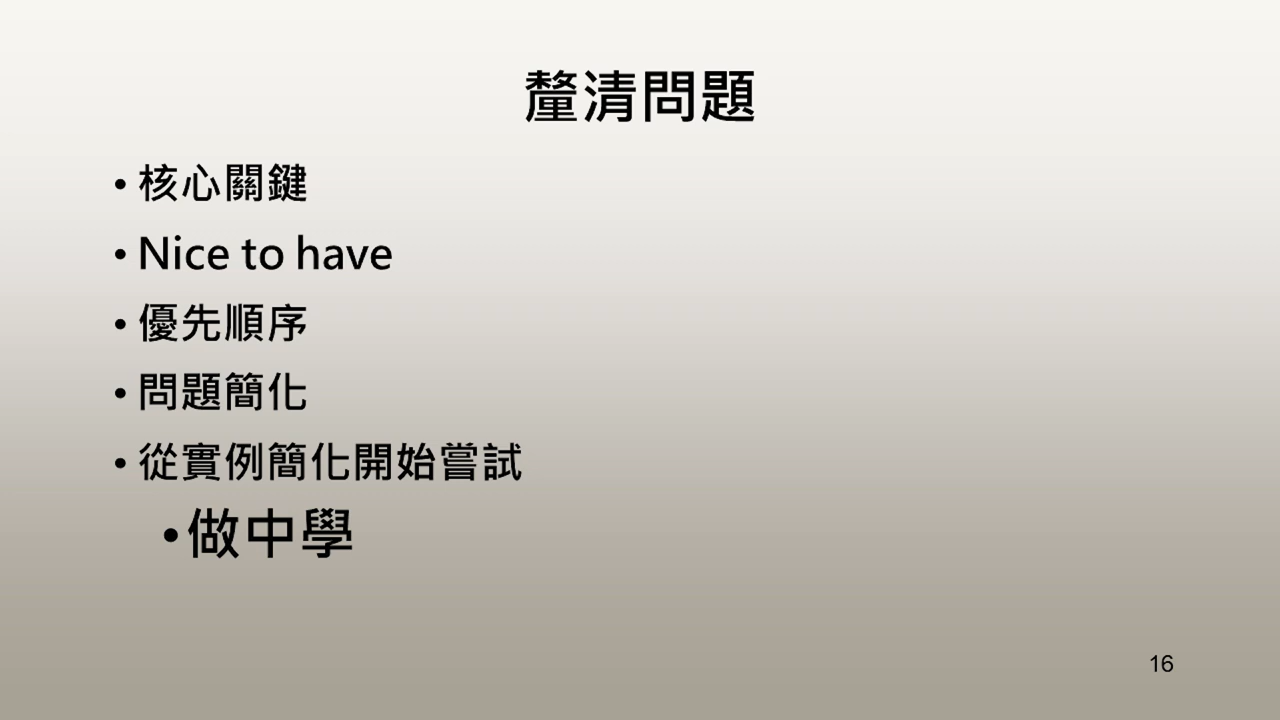 釐清問題
• 核心關鍵
• Nice to have
• 優先順序
• 問題簡化
• 從實例簡化開始嘗試
• 做中學
16